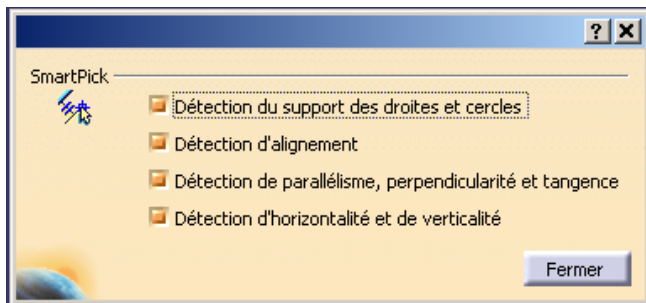 SmartPick
Détection du support des droites et cercles
Détection d'alignement
Détection de parallélisme, perpendicularité et tangence
Détection d'horizontalité et de verticalité
Fermer